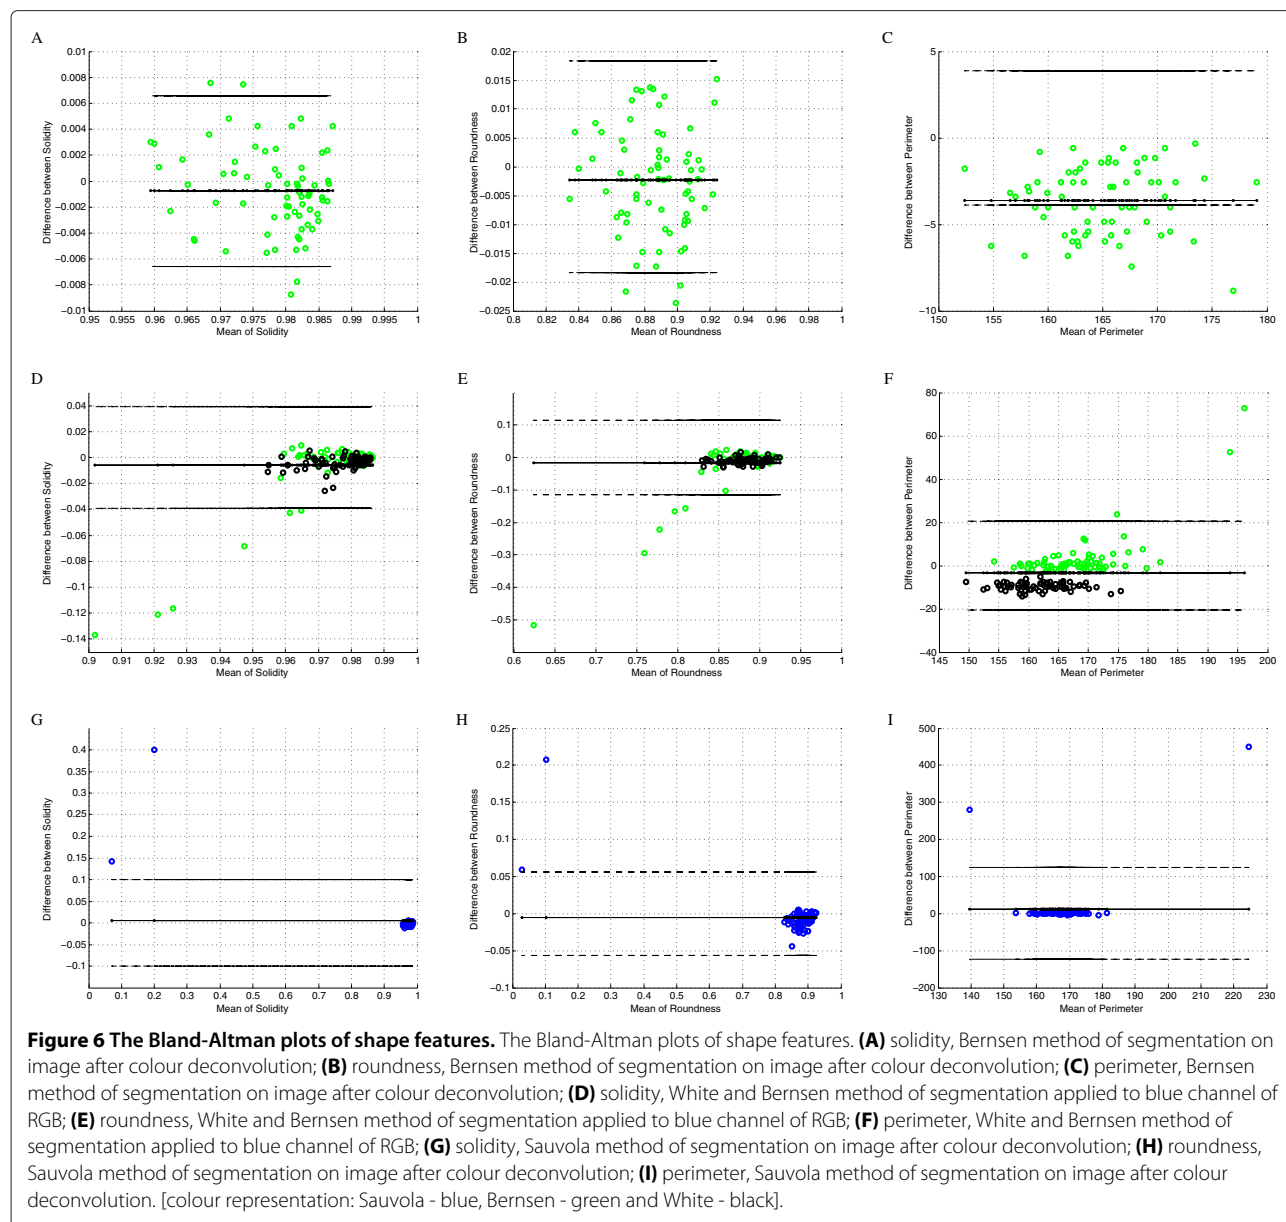 A
B
C
0.01
0.008
0.006
0.004
0.002
0
−0.002
−0.004
−0.006
−0.008
−0.01
Difference between Solidity
0.95 0.955 0.96 0.965 0.97 0.975 0.98 0.985 0.99 0.995 1
Mean of Solidity
0.02
0.015
0.01
0.005
0
−0.005
−0.01
−0.015
−0.02
−0.025
Difference between Roundness
0.8 0.82 0.84 0.86 0.88 0.9 0.92 0.94 0.96 0.98 1
Mean of Roundness
5
0
−5
−10
Difference between Perimeter
150 155 160 165 170 175 180
Mean of Perimeter
D
E
F
0.04
0.02
0
−0.02
−0.04
−0.06
−0.08
−0.1
−0.12
−0.14
Difference between Solidity
0.9 0.91 0.92 0.93 0.94 0.95 0.96 0.97 0.98 0.99 1
Mean of Solidity
0.1
0
−0.1
−0.2
−0.3
−0.4
−0.5
Difference between Roundness
0.6 0.65 0.7 0.75 0.8 0.85 0.9 0.95 1
Mean of Roundness
80
60
40
20
0
−20
−40
Difference between Perimeter
145 150 155 160 165 170 175 180 185 190 195 200
Mean of Perimeter
G
H
I
0.4
0.35
0.3
0.25
0.2
0.15
0.1
0.05
0
−0.05
−0.1
Difference between Solidity
0 0.1 0.2 0.3 0.4 0.5 0.6 0.7 0.8 0.9 1
Mean of Solidity
0.25
0.2
0.15
0.1
0.05
0
−0.05
−0.1
Difference between Roundness
0 0.1 0.2 0.3 0.4 0.5 0.6 0.7 0.8 0.9 1
Mean of Roundness
500
400
300
200
100
0
−100
−200
Difference between Perimeter
130 140 150 160 170 180 190 200 210 220 230
Mean of Perimeter
Figure 6 The Bland-Altman plots of shape features. The Bland-Altman plots of shape features. (A) solidity, Bernsen method of segmentation on
image after colour deconvolution; (B) roundness, Bernsen method of segmentation on image after colour deconvolution; (C) perimeter, Bernsen
method of segmentation on image after colour deconvolution; (D) solidity, White and Bernsen method of segmentation applied to blue channel of
RGB; (E) roundness, White and Bernsen method of segmentation applied to blue channel of RGB; (F) perimeter, White and Bernsen method of
segmentation applied to blue channel of RGB; (G) solidity, Sauvola method of segmentation on image after colour deconvolution; (H) roundness,
Sauvola method of segmentation on image after colour deconvolution; (I) perimeter, Sauvola method of segmentation on image after colour
deconvolution. [colour representation: Sauvola - blue, Bernsen - green and White - black].